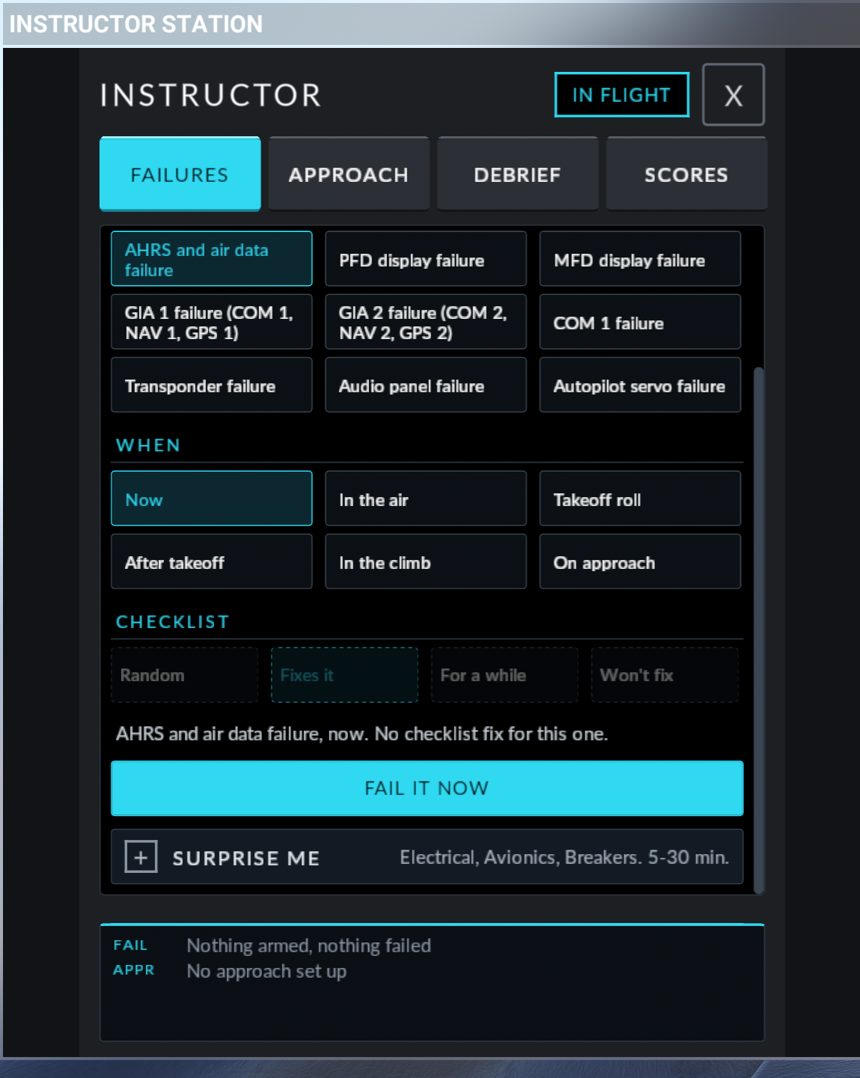 INSTRUCTOR STATION
INSTRUCTOR
IN FLIGHT
X
FAILURES
APPROACH
DEBRIEF
SCORES
AHRS and air data
failure
PFD display failure
MFD display failure
GIA 1 failure (COM 1,
NAV 1, GPS 1)
GIA 2 failure (COM 2,
NAV 2, GPS 2)
COM 1 failure
Transponder failure
Audio panel failure
Autopilot servo failure
WHEN
Now
In the air
Takeoff roll
After takeoff
In the climb
On approach
CHECKLIST
Random
Fixes it
For a while
Won't fix
AHRS and air data failure, now. No checklist fix for this one.
FAIL IT NOW
+ SURPRISE ME
Electrical, Avionics, Breakers. 5-30 min.
FAIL Nothing armed, nothing failed
APPR No approach set up